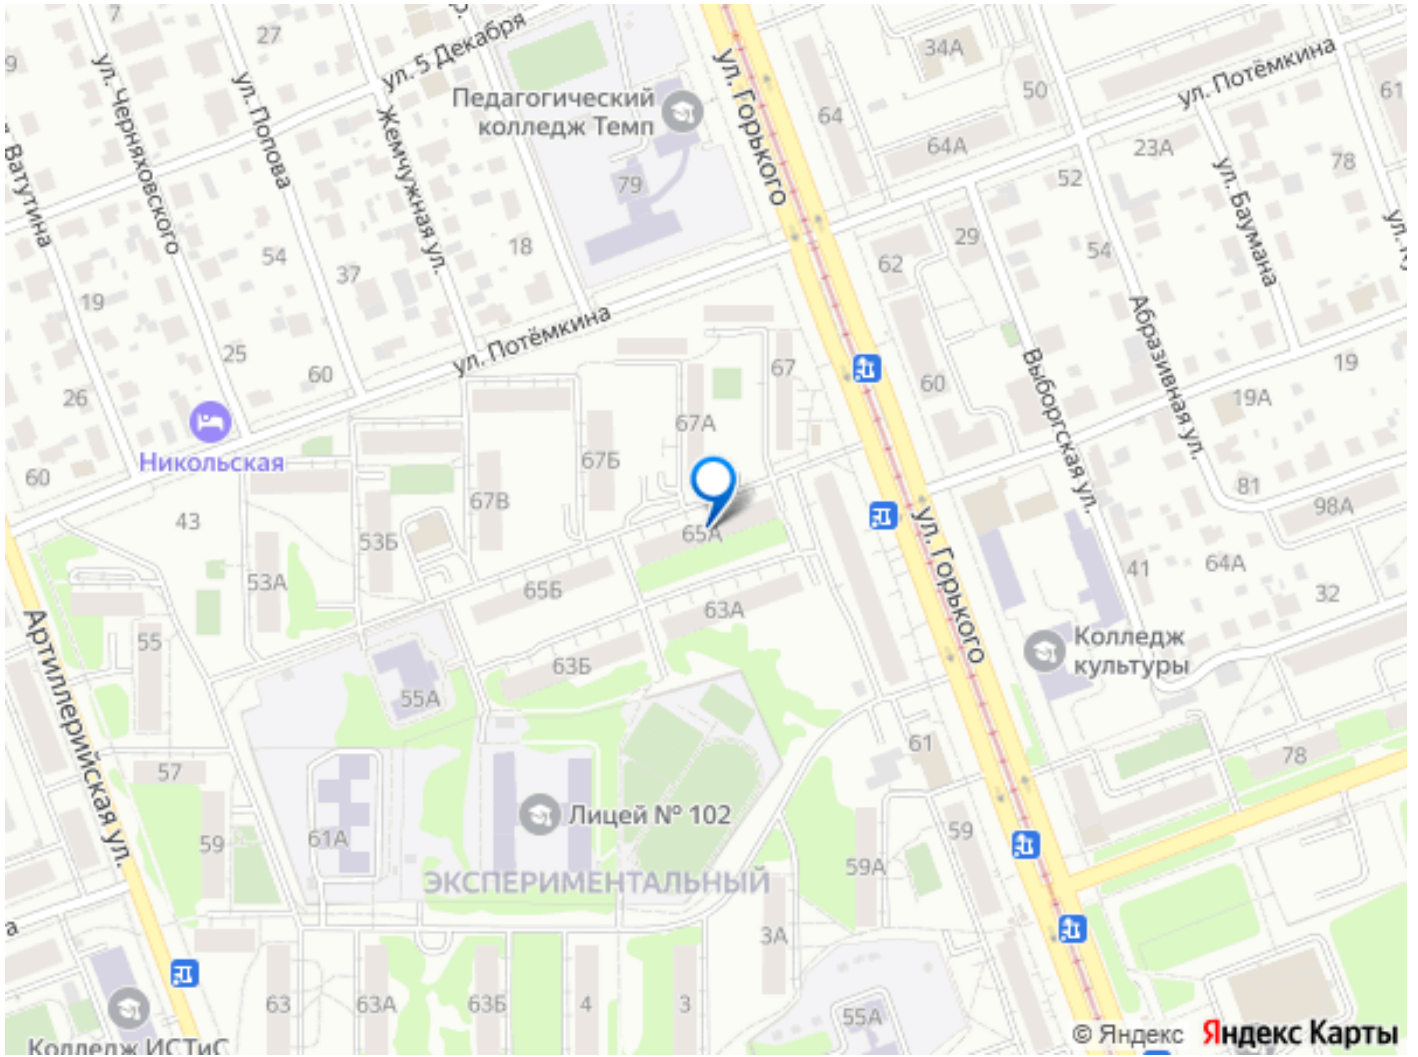 7
27
ул. 5 Декабря
34А
ул. Потёмкина
9
ул. Черняховского
ул. Попова
Жемчужная ул.
Педагогический
колледж Темп
ул. Горького
64
50
61
64А
23А
78
Ватутина
79
52
ул. Баумана
54
18
29
54
37
62
19
ул. Потёмкина
Абразивная ул.
25
60
67
60
Выборгская ул.
19
26
19А
Никольская
67А
60
67Б
81
43
67В
98А
53Б
65А
ул. Горького
53А
65Б
41
64А
32
63А
55
63Б
Колледж
культуры
Артиллерийская ул.
55А
61
78
57
Лицей № 102
59
61А
59
59А
ЭКСПЕРИМЕНТАЛЬНЫЙ
а
3А
63
63А
63Б
4
3
55А
Колледж ИСТиС
© Яндекс Яндекс Карты